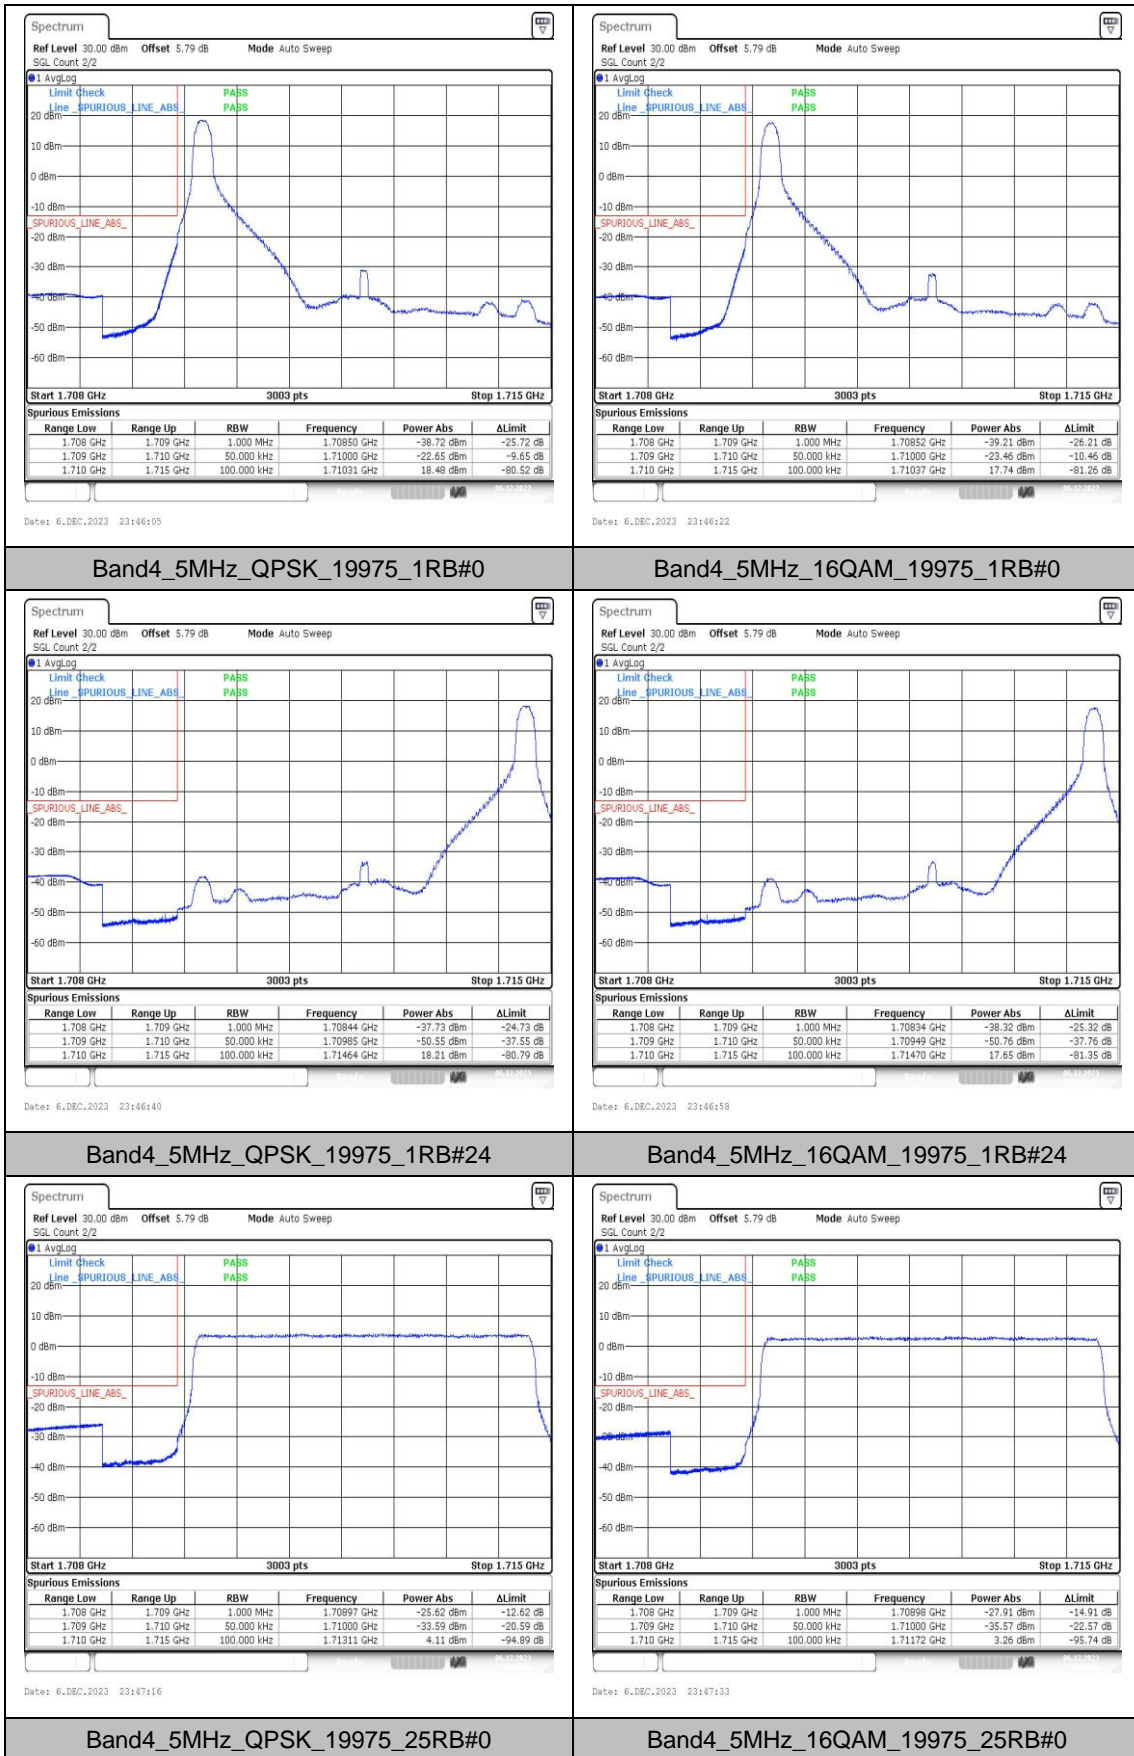 Spectrum
Ref Level 30.00 dBm Offset 5.79 dB Mode Auto Sweep
SGL Count 2/2
1 AvgLog
Limit Check PASS
Line _SPURIOUS_LINE_ABS_ PASS
20 dBm
10 dBm
0 dBm
-10 dBm
_SPURIOUS_LINE_ABS_
-20 dBm
-30 dBm
-40 dBm
-50 dBm
-60 dBm
Start 1.708 GHz 3003 pts Stop 1.715 GHz
Spurious Emissions
Range Low Range Up RBW Frequency Power Abs ΔLimit
1.708 GHz 1.709 GHz 1.000 MHz 1.70850 GHz -38.72 dBm -25.72 dB
1.709 GHz 1.710 GHz 50.000 kHz 1.71000 GHz -22.65 dBm -9.65 dB
1.710 GHz 1.715 GHz 100.000 kHz 1.71031 GHz 18.48 dBm -80.52 dB
Date: 6.DEC.2023 23:46:05
Spectrum
Ref Level 30.00 dBm Offset 5.79 dB Mode Auto Sweep
SGL Count 2/2
1 AvgLog
Limit Check PASS
Line _SPURIOUS_LINE_ABS_ PASS
20 dBm
10 dBm
0 dBm
-10 dBm
_SPURIOUS_LINE_ABS_
-20 dBm
-30 dBm
-40 dBm
-50 dBm
-60 dBm
Start 1.708 GHz 3003 pts Stop 1.715 GHz
Spurious Emissions
Range Low Range Up RBW Frequency Power Abs ΔLimit
1.708 GHz 1.709 GHz 1.000 MHz 1.70852 GHz -39.21 dBm -26.21 dB
1.709 GHz 1.710 GHz 50.000 kHz 1.71000 GHz -23.46 dBm -10.46 dB
1.710 GHz 1.715 GHz 100.000 kHz 1.71037 GHz 17.74 dBm -81.26 dB
Date: 6.DEC.2023 23:46:22
Band4_5MHz_QPSK_19975_1RB#0
Band4_5MHz_16QAM_19975_1RB#0
Spectrum
Ref Level 30.00 dBm Offset 5.79 dB Mode Auto Sweep
SGL Count 2/2
1 AvgLog
Limit Check PASS
Line _SPURIOUS_LINE_ABS_ PASS
20 dBm
10 dBm
0 dBm
-10 dBm
_SPURIOUS_LINE_ABS_
-20 dBm
-30 dBm
-40 dBm
-50 dBm
-60 dBm
Start 1.708 GHz 3003 pts Stop 1.715 GHz
Spurious Emissions
Range Low Range Up RBW Frequency Power Abs ΔLimit
1.708 GHz 1.709 GHz 1.000 MHz 1.70844 GHz -37.73 dBm -24.73 dB
1.709 GHz 1.710 GHz 50.000 kHz 1.70985 GHz -50.55 dBm -37.55 dB
1.710 GHz 1.715 GHz 100.000 kHz 1.71464 GHz 18.21 dBm -80.79 dB
Date: 6.DEC.2023 23:46:40
Spectrum
Ref Level 30.00 dBm Offset 5.79 dB Mode Auto Sweep
SGL Count 2/2
1 AvgLog
Limit Check PASS
Line _SPURIOUS_LINE_ABS_ PASS
20 dBm
10 dBm
0 dBm
-10 dBm
_SPURIOUS_LINE_ABS_
-20 dBm
-30 dBm
-40 dBm
-50 dBm
-60 dBm
Start 1.708 GHz 3003 pts Stop 1.715 GHz
Spurious Emissions
Range Low Range Up RBW Frequency Power Abs ΔLimit
1.708 GHz 1.709 GHz 1.000 MHz 1.70834 GHz -38.32 dBm -25.32 dB
1.709 GHz 1.710 GHz 50.000 kHz 1.70949 GHz -50.76 dBm -37.76 dB
1.710 GHz 1.715 GHz 100.000 kHz 1.71470 GHz 17.65 dBm -81.35 dB
Date: 6.DEC.2023 23:46:58
Band4_5MHz_QPSK_19975_1RB#24
Band4_5MHz_16QAM_19975_1RB#24
Spectrum
Ref Level 30.00 dBm Offset 5.79 dB Mode Auto Sweep
SGL Count 2/2
1 AvgLog
Limit Check PASS
Line _SPURIOUS_LINE_ABS_ PASS
20 dBm
10 dBm
0 dBm
-10 dBm
_SPURIOUS_LINE_ABS_
-20 dBm
-30 dBm
-40 dBm
-50 dBm
-60 dBm
Start 1.708 GHz 3003 pts Stop 1.715 GHz
Spurious Emissions
Range Low Range Up RBW Frequency Power Abs ΔLimit
1.708 GHz 1.709 GHz 1.000 MHz 1.70897 GHz -25.62 dBm -12.62 dB
1.709 GHz 1.710 GHz 50.000 kHz 1.71000 GHz -33.59 dBm -20.59 dB
1.710 GHz 1.715 GHz 100.000 kHz 1.71311 GHz 4.11 dBm -94.89 dB
Date: 6.DEC.2023 23:47:16
Spectrum
Ref Level 30.00 dBm Offset 5.79 dB Mode Auto Sweep
SGL Count 2/2
1 AvgLog
Limit Check PASS
Line _SPURIOUS_LINE_ABS_ PASS
20 dBm
10 dBm
0 dBm
-10 dBm
_SPURIOUS_LINE_ABS_
-20 dBm
-30 dBm
-40 dBm
-50 dBm
-60 dBm
Start 1.708 GHz 3003 pts Stop 1.715 GHz
Spurious Emissions
Range Low Range Up RBW Frequency Power Abs ΔLimit
1.708 GHz 1.709 GHz 1.000 MHz 1.70898 GHz -27.91 dBm -14.91 dB
1.709 GHz 1.710 GHz 50.000 kHz 1.71000 GHz -35.57 dBm -22.57 dB
1.710 GHz 1.715 GHz 100.000 kHz 1.71172 GHz 3.26 dBm -95.74 dB
Date: 6.DEC.2023 23:47:33
Band4_5MHz_QPSK_19975_25RB#0
Band4_5MHz_16QAM_19975_25RB#0